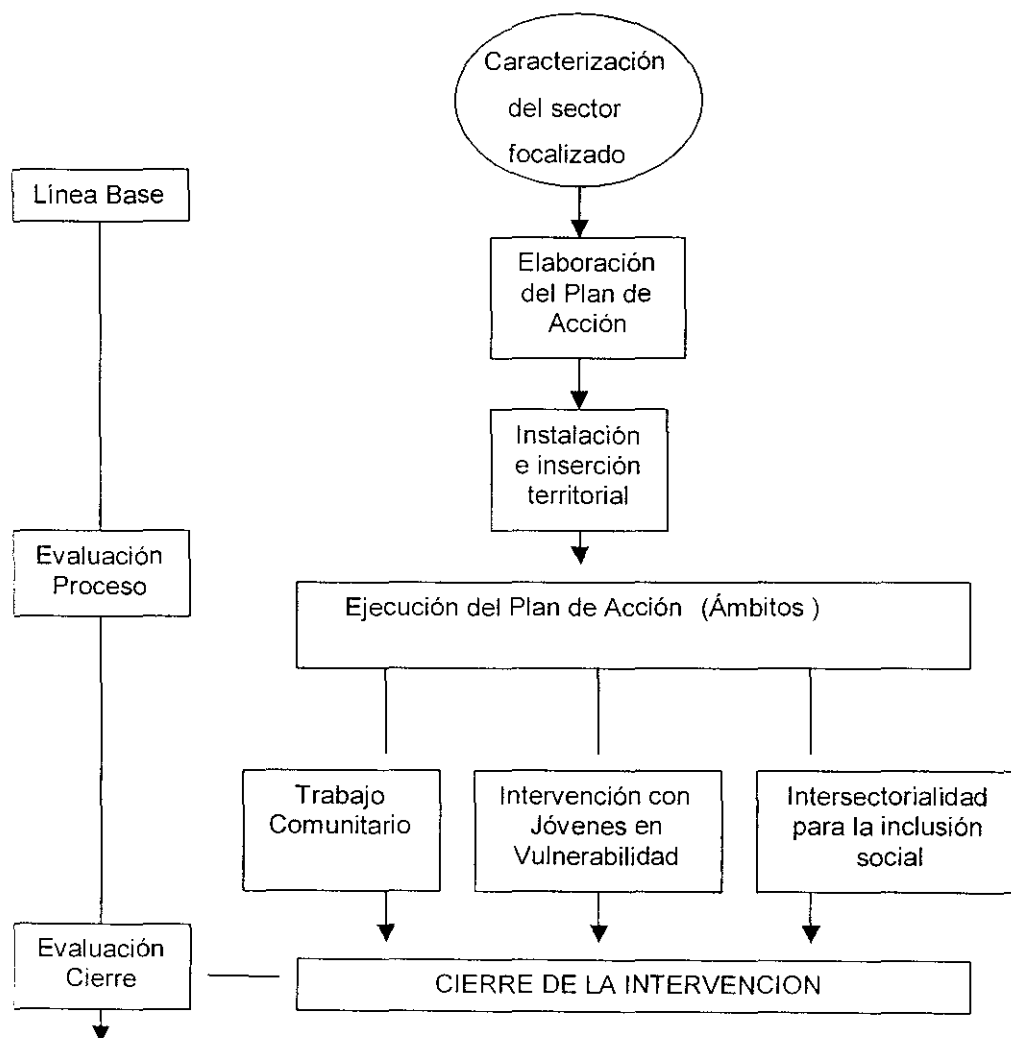 Caracterización
del sector
focalizado
Línea Base
Elaboración
del Plan de
Acción
Instalación
e inserción
territorial
Evaluación
Proceso
Ejecución del Plan de Acción (Ámbitos )
Trabajo
Comunitario
Intervención con
Jóvenes en
Vulnerabilidad
Intersectorialidad
para la inclusión
social
Evaluación
Cierre
CIERRE DE LA INTERVENCION